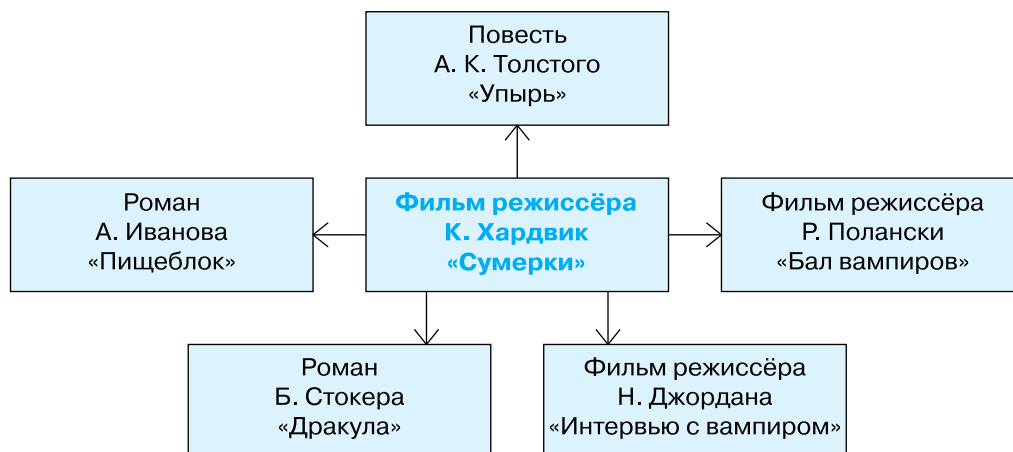 Повесть
А. К. Толстого
«Упырь»
Роман
А. Иванова
«Пищеблок»
Фильм режиссёра
К. Хардвик
«Сумерки»
Фильм режиссёра
Р. Полански
«Бал вампиров»
Роман
Б. Стокера
«Дракула»
Фильм режиссёра
Н. Джордана
«Интервью с вампиром»